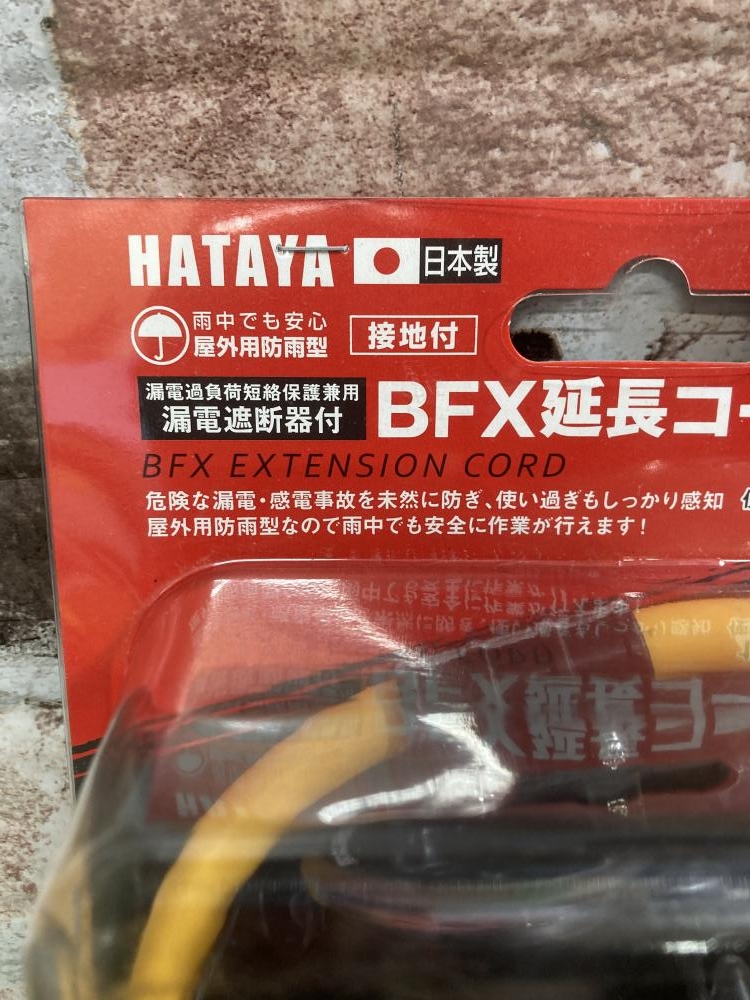 HATAYA 日本製
雨中でも安心
屋外用防雨型 接地付
漏電過負荷短絡保護兼用
漏電遮断器付 BFX延長コー
BFX EXTENSION CORD
危険な漏電・感電事故を未然に防ぎ、使い過ぎもしっかり感知
屋外用防雨型なので雨中でも安全に作業が行えます!